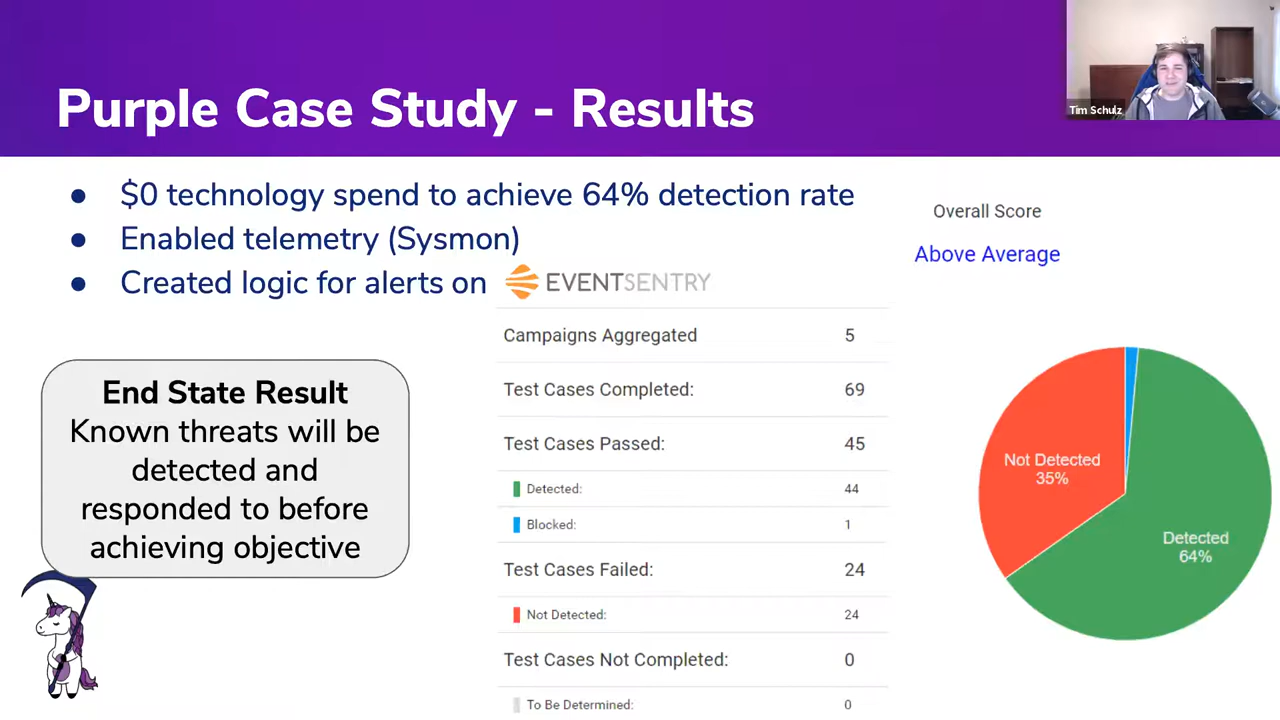 Tim Schulz
Purple Case Study - Results
● $0 technology spend to achieve 64% detection rate
● Enabled telemetry (Sysmon)
● Created logic for alerts on EVENTSENTRY
Overall Score
Above Average
End State Result
Known threats will be
detected and
responded to before
achieving objective
Campaigns Aggregated 5
Test Cases Completed: 69
Test Cases Passed: 45
Detected: 44
Blocked: 1
Test Cases Failed: 24
Not Detected: 24
Test Cases Not Completed: 0
To Be Determined: 0
Not Detected
35%
Detected
64%